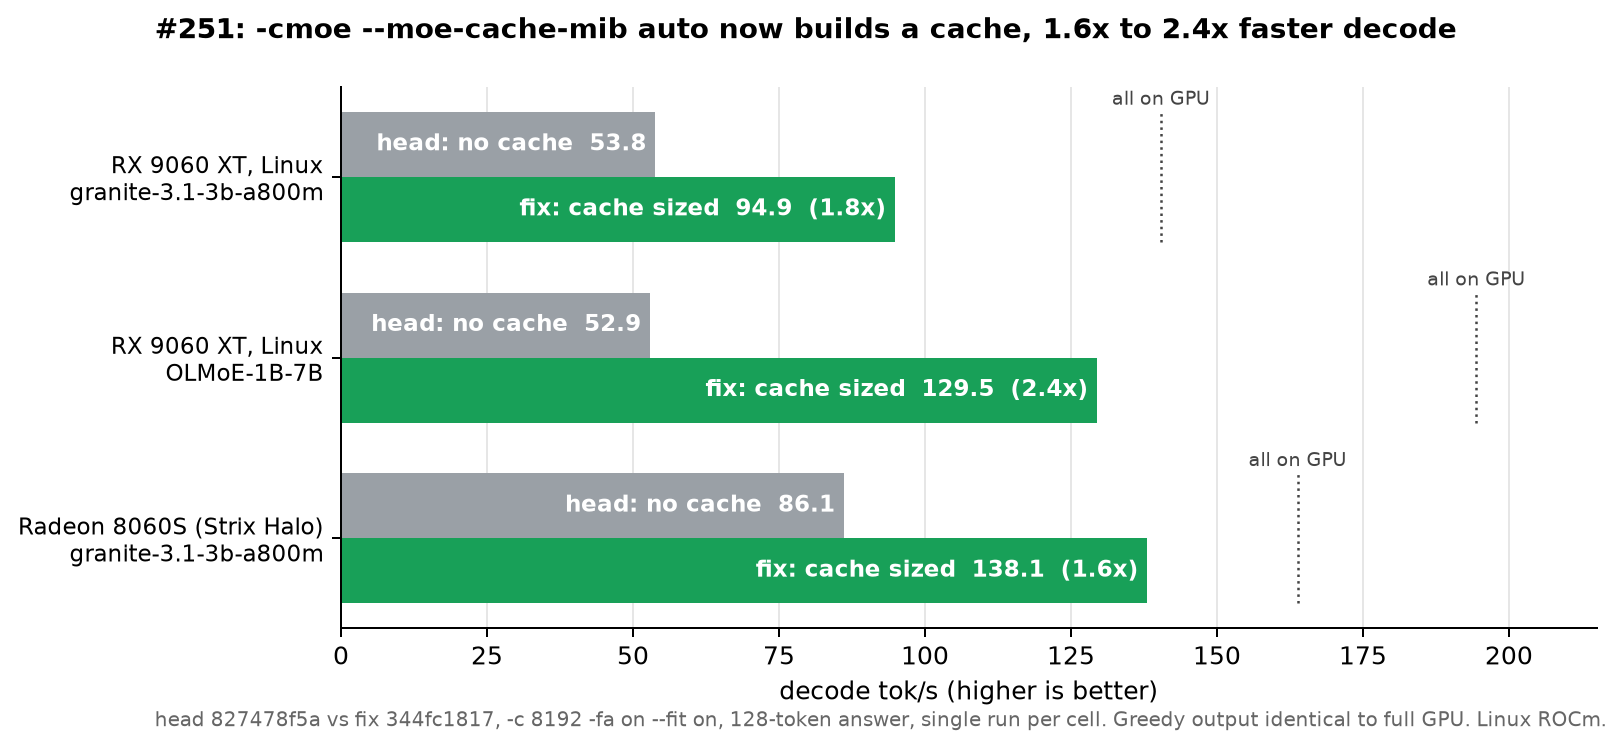 #251: -cmoe --moe-cache-mib auto now builds a cache, 1.6x to 2.4x faster decode
all on GPU
RX 9060 XT, Linux
granite-3.1-3b-a800m
head: no cache 53.8
fix: cache sized 94.9 (1.8x)
all on GPU
RX 9060 XT, Linux
OLMoE-1B-7B
head: no cache 52.9
fix: cache sized 129.5 (2.4x)
all on GPU
Radeon 8060S (Strix Halo)
granite-3.1-3b-a800m
head: no cache 86.1
fix: cache sized 138.1 (1.6x)
0 25 50 75 100 125 150 175 200
decode tok/s (higher is better)
head 827478f5a vs fix 344fc1817, -c 8192 -fa on --fit on, 128-token answer, single run per cell. Greedy output identical to full GPU. Linux ROCm.